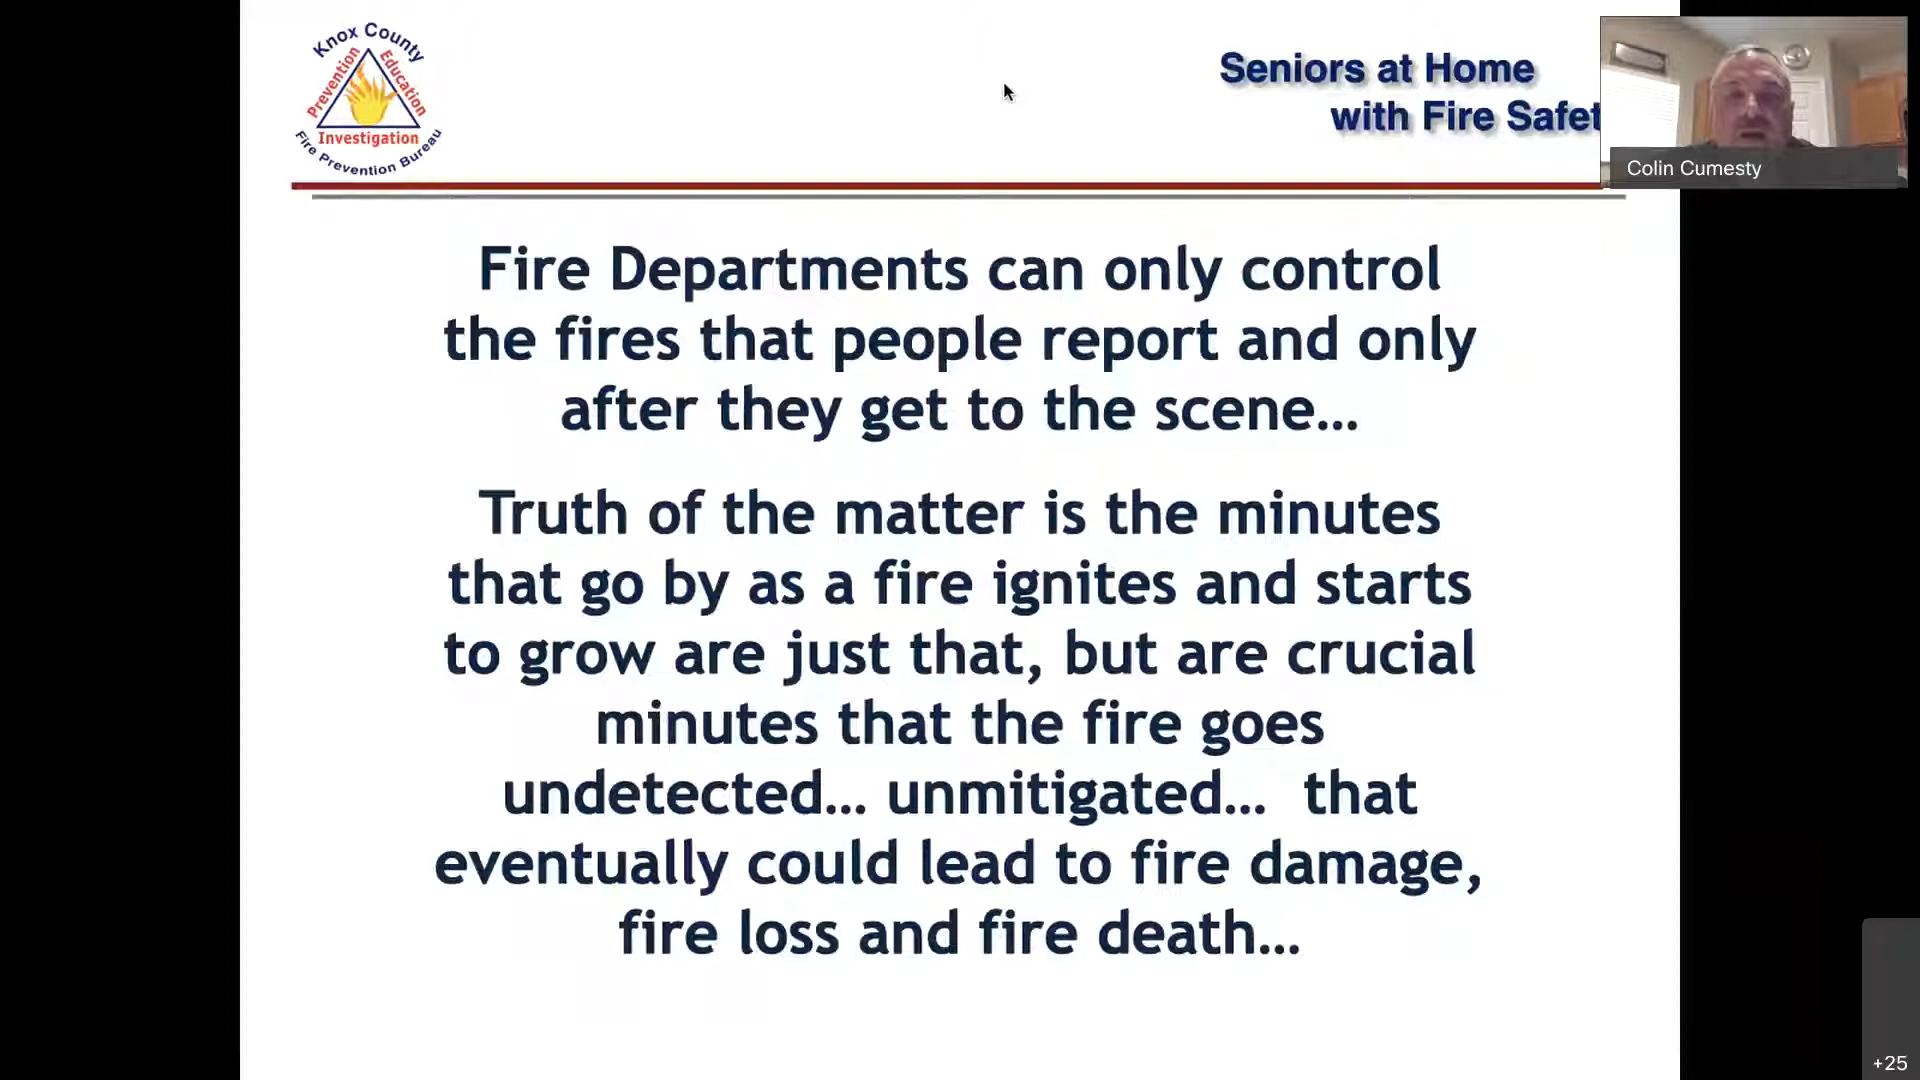 Knox County
Prevention
Education
Investigation
Fire Prevention Bureau
Seniors at Home
with Fire Safet
Colin Cumesty
Fire Departments can only control
the fires that people report and only
after they get to the scene...
Truth of the matter is the minutes
that go by as a fire ignites and starts
to grow are just that, but are crucial
minutes that the fire goes
undetected... unmitigated...  that
eventually could lead to fire damage,
fire loss and fire death...
+25